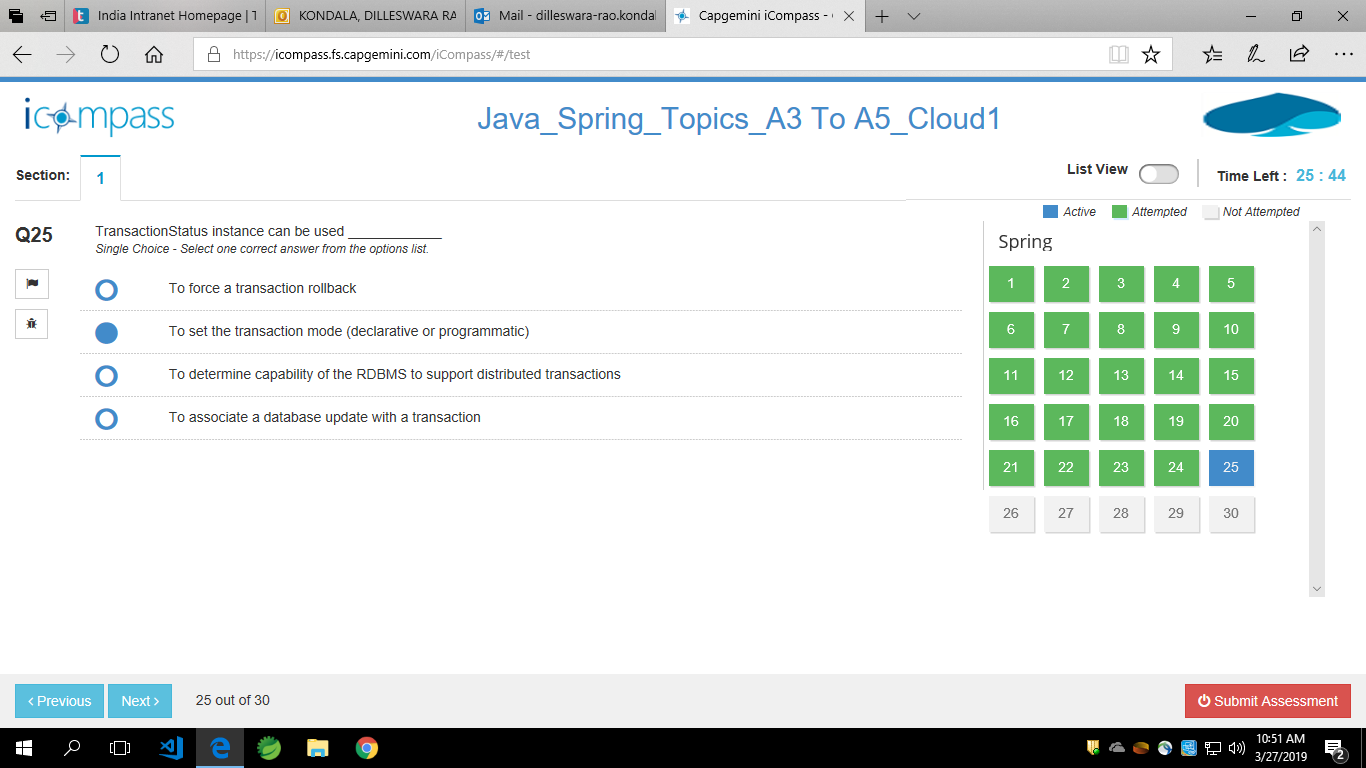 India Intranet Homepage | T
KONDALA, DILLESWARA RA
Mail - dilleswara-rao.kondal
Capgemini iCompass -
https://icompass.fs.capgemini.com/iCompass/#/test
icompass
Java_Spring_Topics_A3 To A5_Cloud1
Section:
1
List View
Time Left : 25 : 44
Active Attempted Not Attempted
Q25
TransactionStatus instance can be used ____________
Single Choice - Select one correct answer from the options list.
To force a transaction rollback
To set the transaction mode (declarative or programmatic)
To determine capability of the RDBMS to support distributed transactions
To associate a database update with a transaction
Spring
1 2 3 4 5
6 7 8 9 10
11 12 13 14 15
16 17 18 19 20
21 22 23 24 25
26 27 28 29 30
‹ Previous
Next ›
25 out of 30
Submit Assessment
10:51 AM
3/27/2019
2